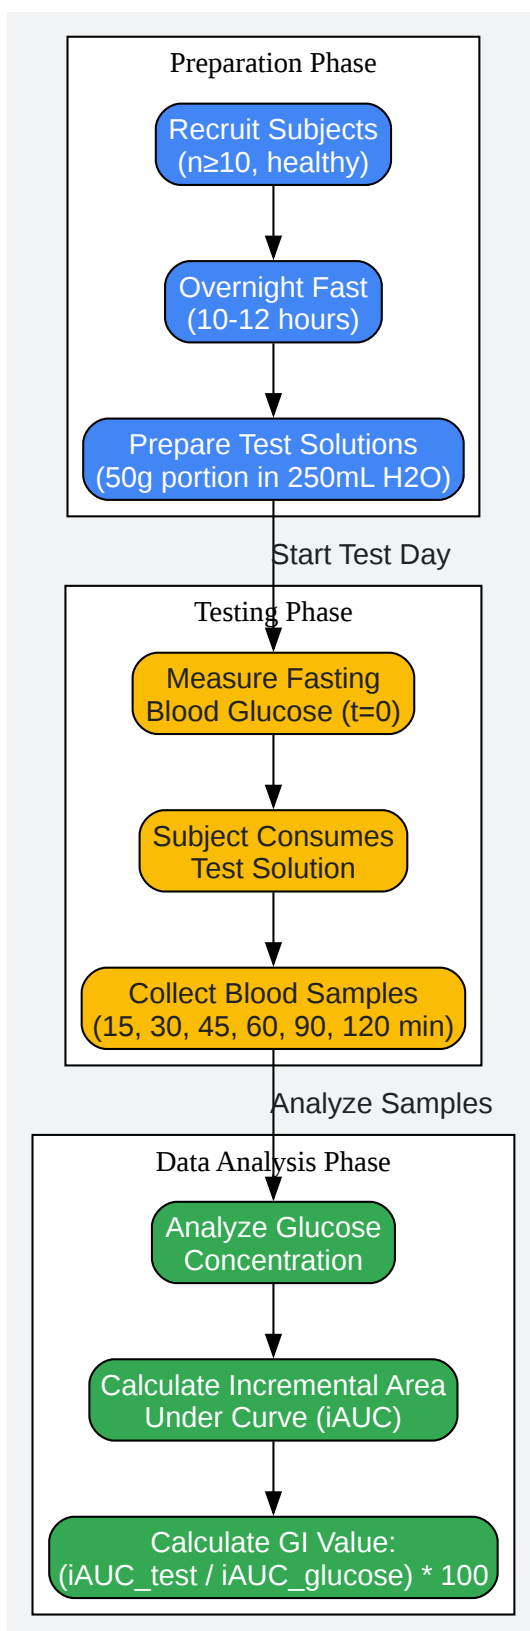 Preparation Phase
Recruit Subjects
(n≥10, healthy)
Overnight Fast
(10-12 hours)
Prepare Test Solutions
(50g portion in 250mL H2O)
Start Test Day
Testing Phase
Measure Fasting
Blood Glucose (t=0)
Subject Consumes
Test Solution
Collect Blood Samples
(15, 30, 45, 60, 90, 120 min)
Analyze Samples
Data Analysis Phase
Analyze Glucose
Concentration
Calculate Incremental Area
Under Curve (iAUC)
Calculate GI Value:
(iAUC_test / iAUC_glucose) * 100